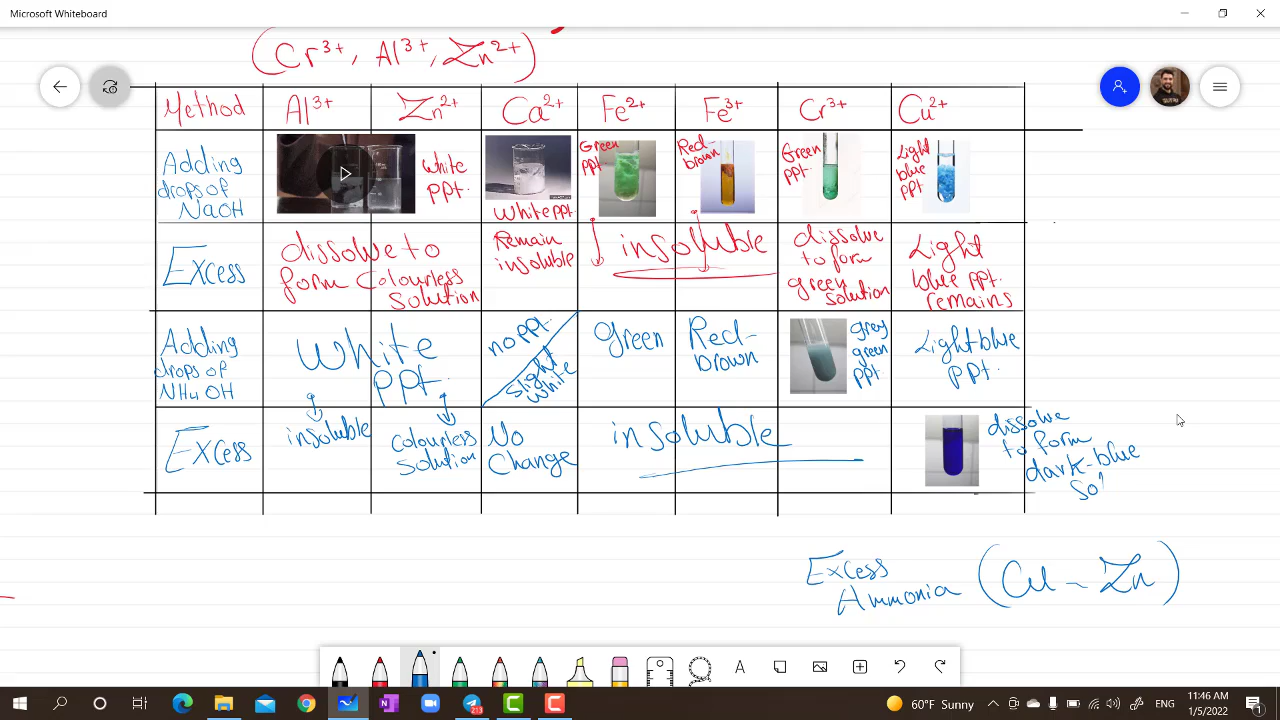 Microsoft Whiteboard
(Cr³⁺, Al³⁺, Zn²⁺)
Method
Al³⁺
Zn²⁺
Ca²⁺
Fe²⁺
Fe³⁺
Cr³⁺
Cu²⁺
Adding
drops of
NaOH
White
ppt.
White ppt.
Green
ppt
Red-
brown
Green
ppt.
Light
blue
ppt
Excess
dissolve to
form Colourless
Solution
Remain
insoluble
insoluble
dissolve
to form
green
solution
Light
blue ppt.
remains
Adding
drops of
NH4 OH
White
ppt.
no ppt.
Slight
white
Green
Red-
brown
grey
green
ppt
Light blue
ppt.
Excess
insoluble
colourless
solution
No
Change
insoluble
dissolve
to form
dark-blue
Excess
Ammonia (Cu - Zn)
213
60°F Sunny
11:46 AM
1/5/2022